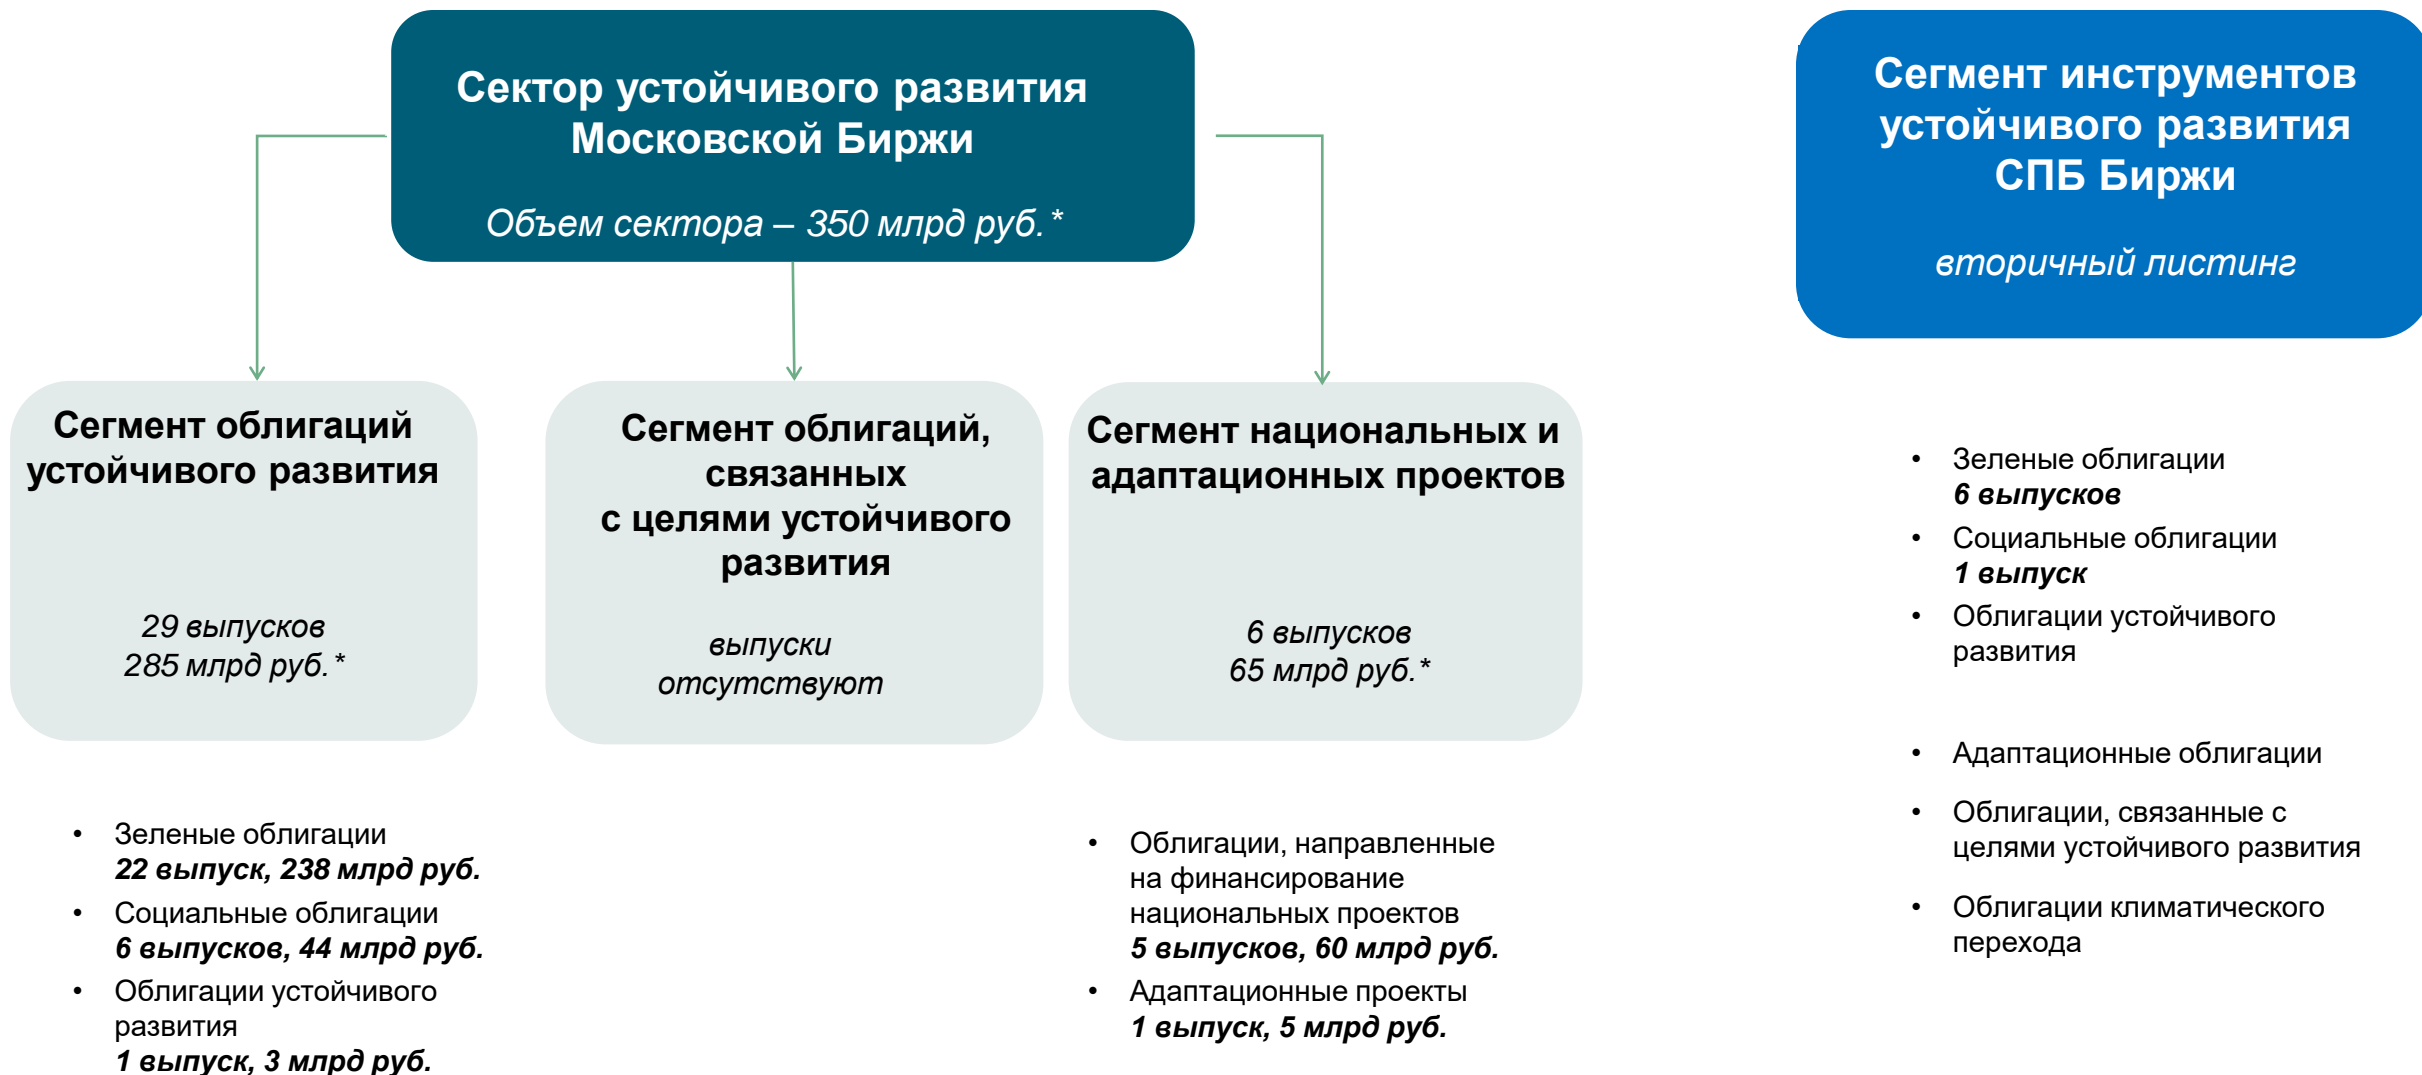 Сектор устойчивого развития
Московской Биржи
Объем сектора – 350 млрд руб.*
Сегмент инструментов
устойчивого развития
СПБ Биржи
вторичный листинг
Сегмент облигаций
устойчивого развития
29 выпусков
285 млрд руб.*
Сегмент облигаций,
связанных
с целями устойчивого
развития
выпуски
отсутствуют
Сегмент национальных и
адаптационных проектов
6 выпусков
65 млрд руб.*
• Зеленые облигации
22 выпуск, 238 млрд руб.
• Социальные облигации
6 выпусков, 44 млрд руб.
• Облигации устойчивого
развития
1 выпуск, 3 млрд руб.
• Облигации, направленные
на финансирование
национальных проектов
5 выпусков, 60 млрд руб.
• Адаптационные проекты
1 выпуск, 5 млрд руб.
• Зеленые облигации
6 выпусков
• Социальные облигации
1 выпуск
• Облигации устойчивого
развития
• Адаптационные облигации
• Облигации, связанные с
целями устойчивого развития
• Облигации климатического
перехода